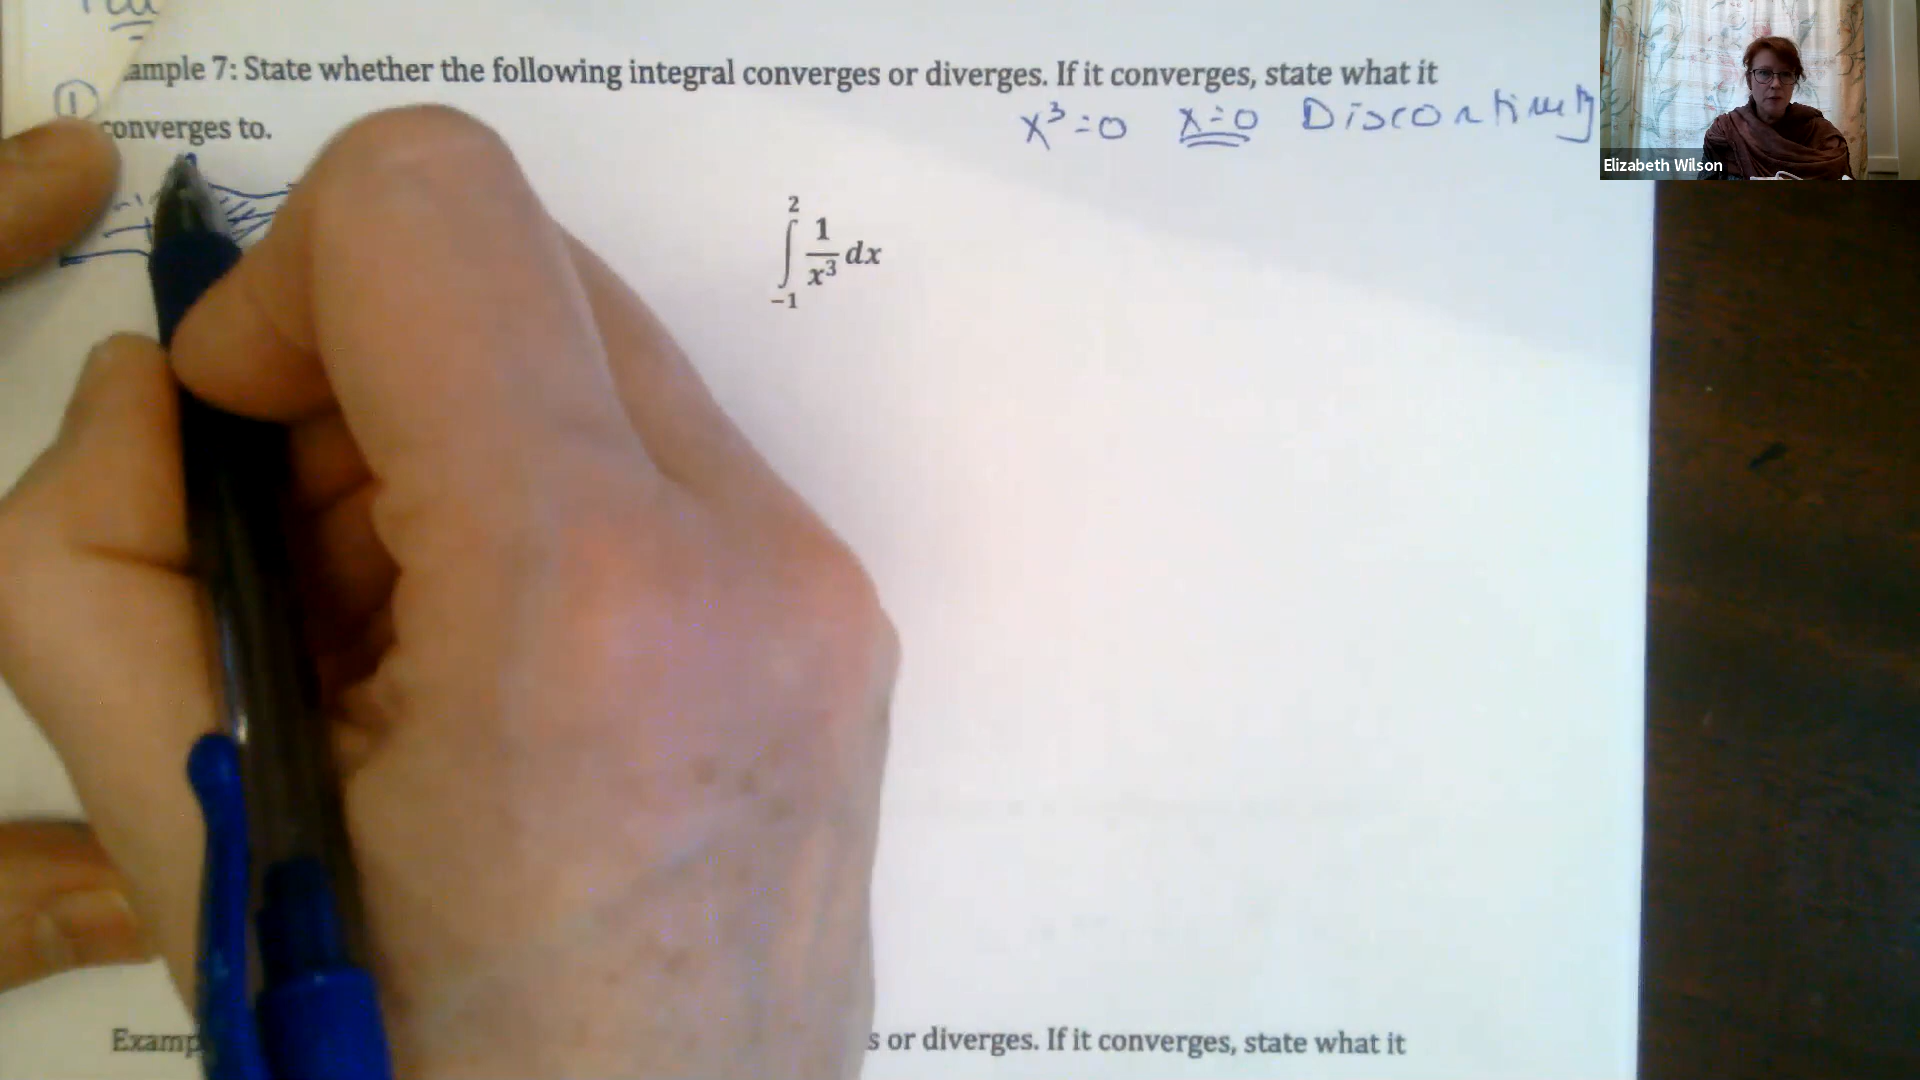 ample 7: State whether the following integral converges or diverges. If it converges, state what it
①
converges to.
x³=0 x=0 Discontinuity
Elizabeth Wilson
2
∫ 1/x³ dx
-1
Examp s or diverges. If it converges, state what it